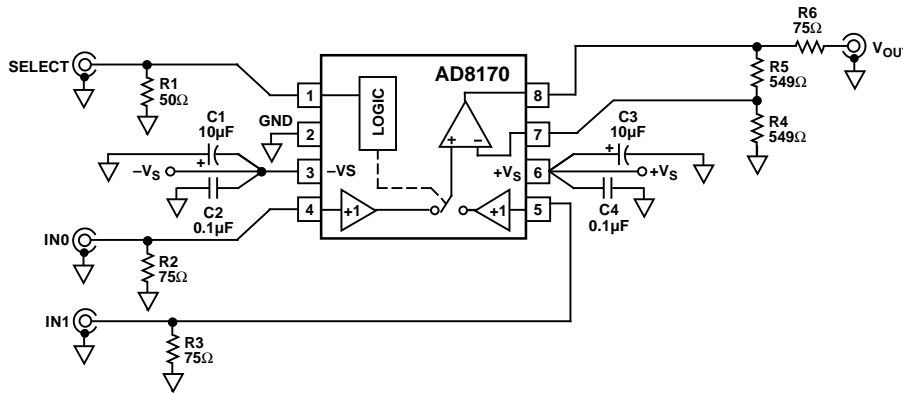 SELECT
R1
50Ω
GND
C1
10µF
+
–VS
C2
0.1µF
IN0
R2
75Ω
IN1
R3
75Ω
AD8170
LOGIC
1
2
3
4
–VS
+1
+
–
+VS
+1
8
7
6
5
C3
10µF
+
+VS
C4
0.1µF
R6
75Ω
VOUT
R5
549Ω
R4
549Ω